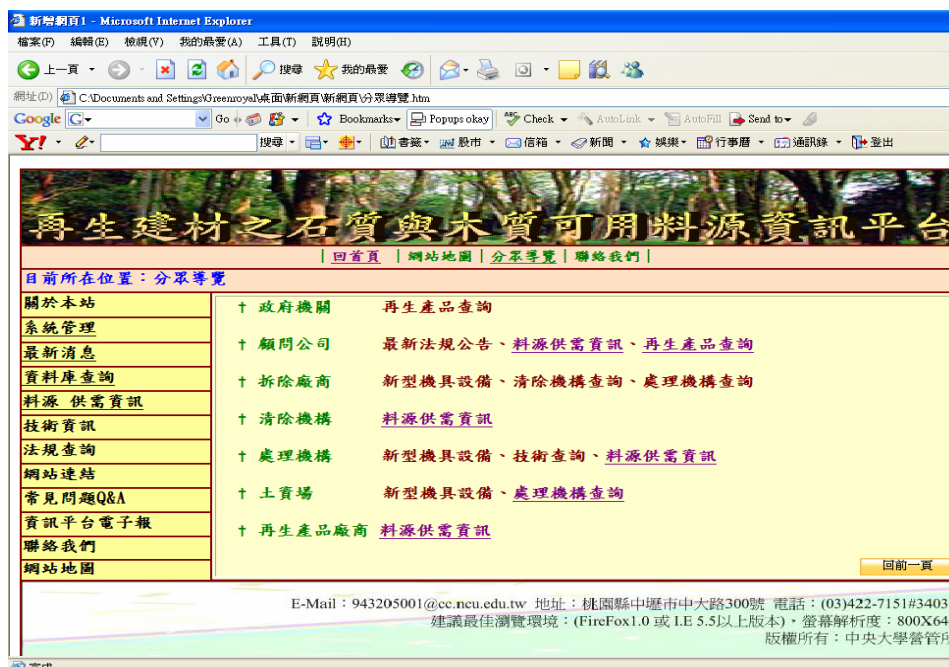 新增網頁1 - Microsoft Internet Explorer
檔案(F) 編輯(E) 檢視(V) 我的最愛(A) 工具(T) 說明(H)
上一頁 搜尋 我的最愛
網址(D) C:\Documents and Settings\Greenroyal\桌面\新網頁\新網頁\分眾導覽.htm
Google G Go Bookmarks Popups okay ABC Check AutoLink AutoFill Send to
Y! 搜尋 書籤 股市 信箱 新聞 娛樂 行事曆 通訊錄 登出
再生建材之石質與木質可用料源資訊平台
| 回首頁 | 網站地圖 | 分眾導覽 | 聯絡我們 |
目前所在位置：分眾導覽
關於本站
系統管理
最新消息
資料庫查詢
料源 供需資訊
技術資訊
法規查詢
網站連結
常見問題Q&A
資訊平台電子報
聯絡我們
網站地圖
† 政府機關 再生產品查詢
† 顧問公司 最新法規公告、料源供需資訊、再生產品查詢
† 拆除廠商 新型機具設備、清除機構查詢、處理機構查詢
† 清除機構 料源供需資訊
† 處理機構 新型機具設備、技術查詢、料源供需資訊
† 土資場 新型機具設備、處理機構查詢
† 再生產品廠商 料源供需資訊
回前一頁
E-Mail：943205001@cc.ncu.edu.tw 地址：桃園縣中壢市中大路300號 電話：(03)422-7151#3403
建議最佳瀏覽環境：(FireFox1.0 或 I.E 5.5以上版本)，螢幕解析度：800X64
版權所有：中央大學營管所